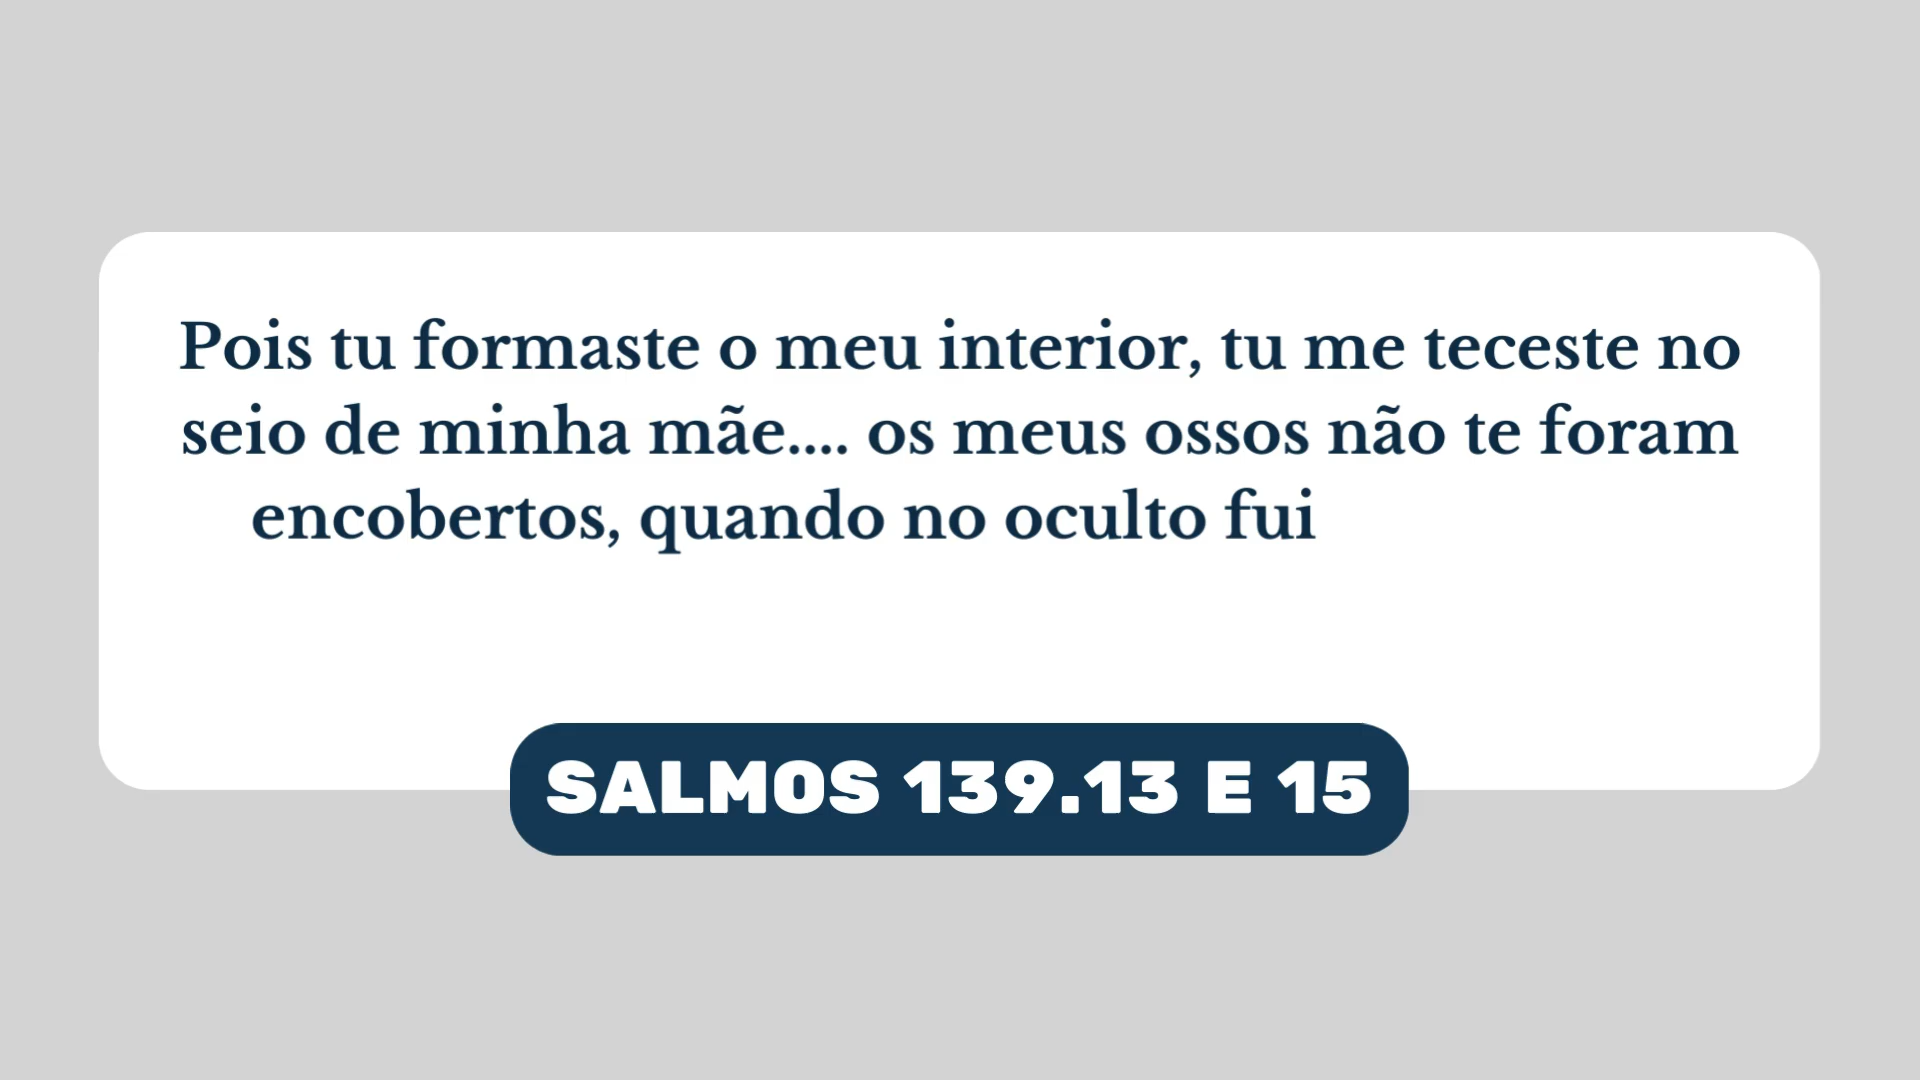 Pois tu formaste o meu interior, tu me teceste no
seio de minha mãe.... os meus ossos não te foram
encobertos, quando no oculto fui
SALMOS 139.13 E 15